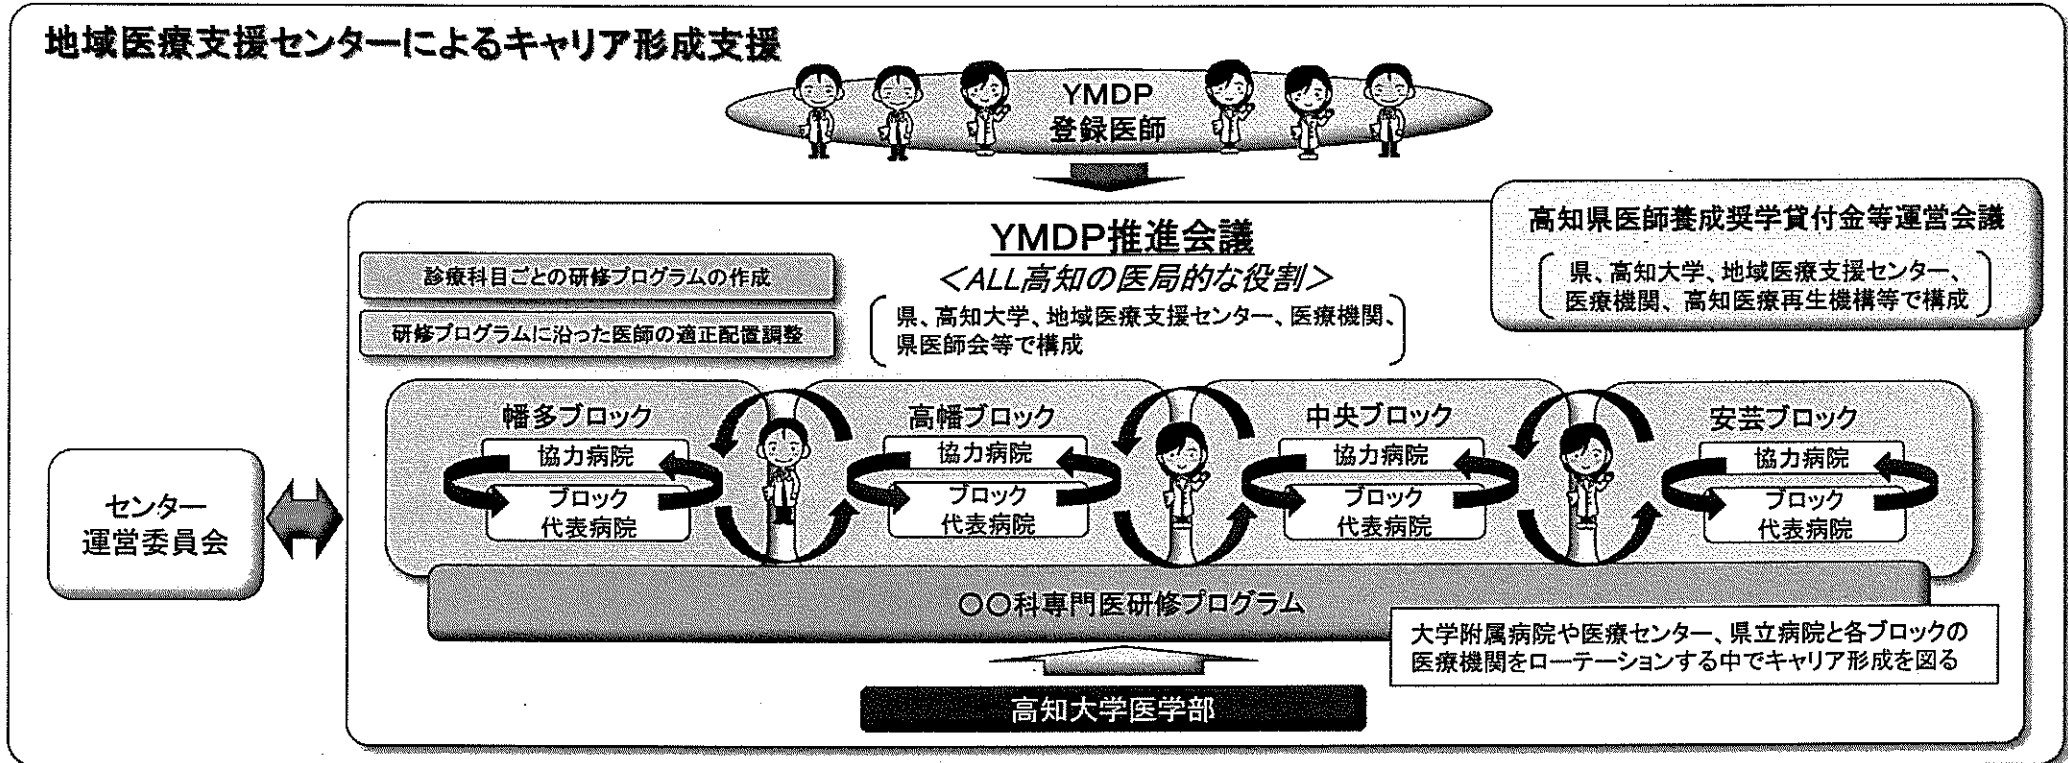 地域医療支援センターによるキャリア形成支援
YMDP
登録医師
高知県医師養成奨学貸付金等運営会議
県、高知大学、地域医療支援センター、
医療機関、高知医療再生機構等で構成
YMDP推進会議
＜ALL高知の医局的な役割＞
県、高知大学、地域医療支援センター、医療機関、
県医師会等で構成
診療科目ごとの研修プログラムの作成
研修プログラムに沿った医師の適正配置調整
センター
運営委員会
幡多ブロック
協力病院
ブロック
代表病院
高幡ブロック
協力病院
ブロック
代表病院
中央ブロック
協力病院
ブロック
代表病院
安芸ブロック
協力病院
ブロック
代表病院
〇〇科専門医研修プログラム
大学附属病院や医療センター、県立病院と各ブロックの
医療機関をローテーションする中でキャリア形成を図る
高知大学医学部